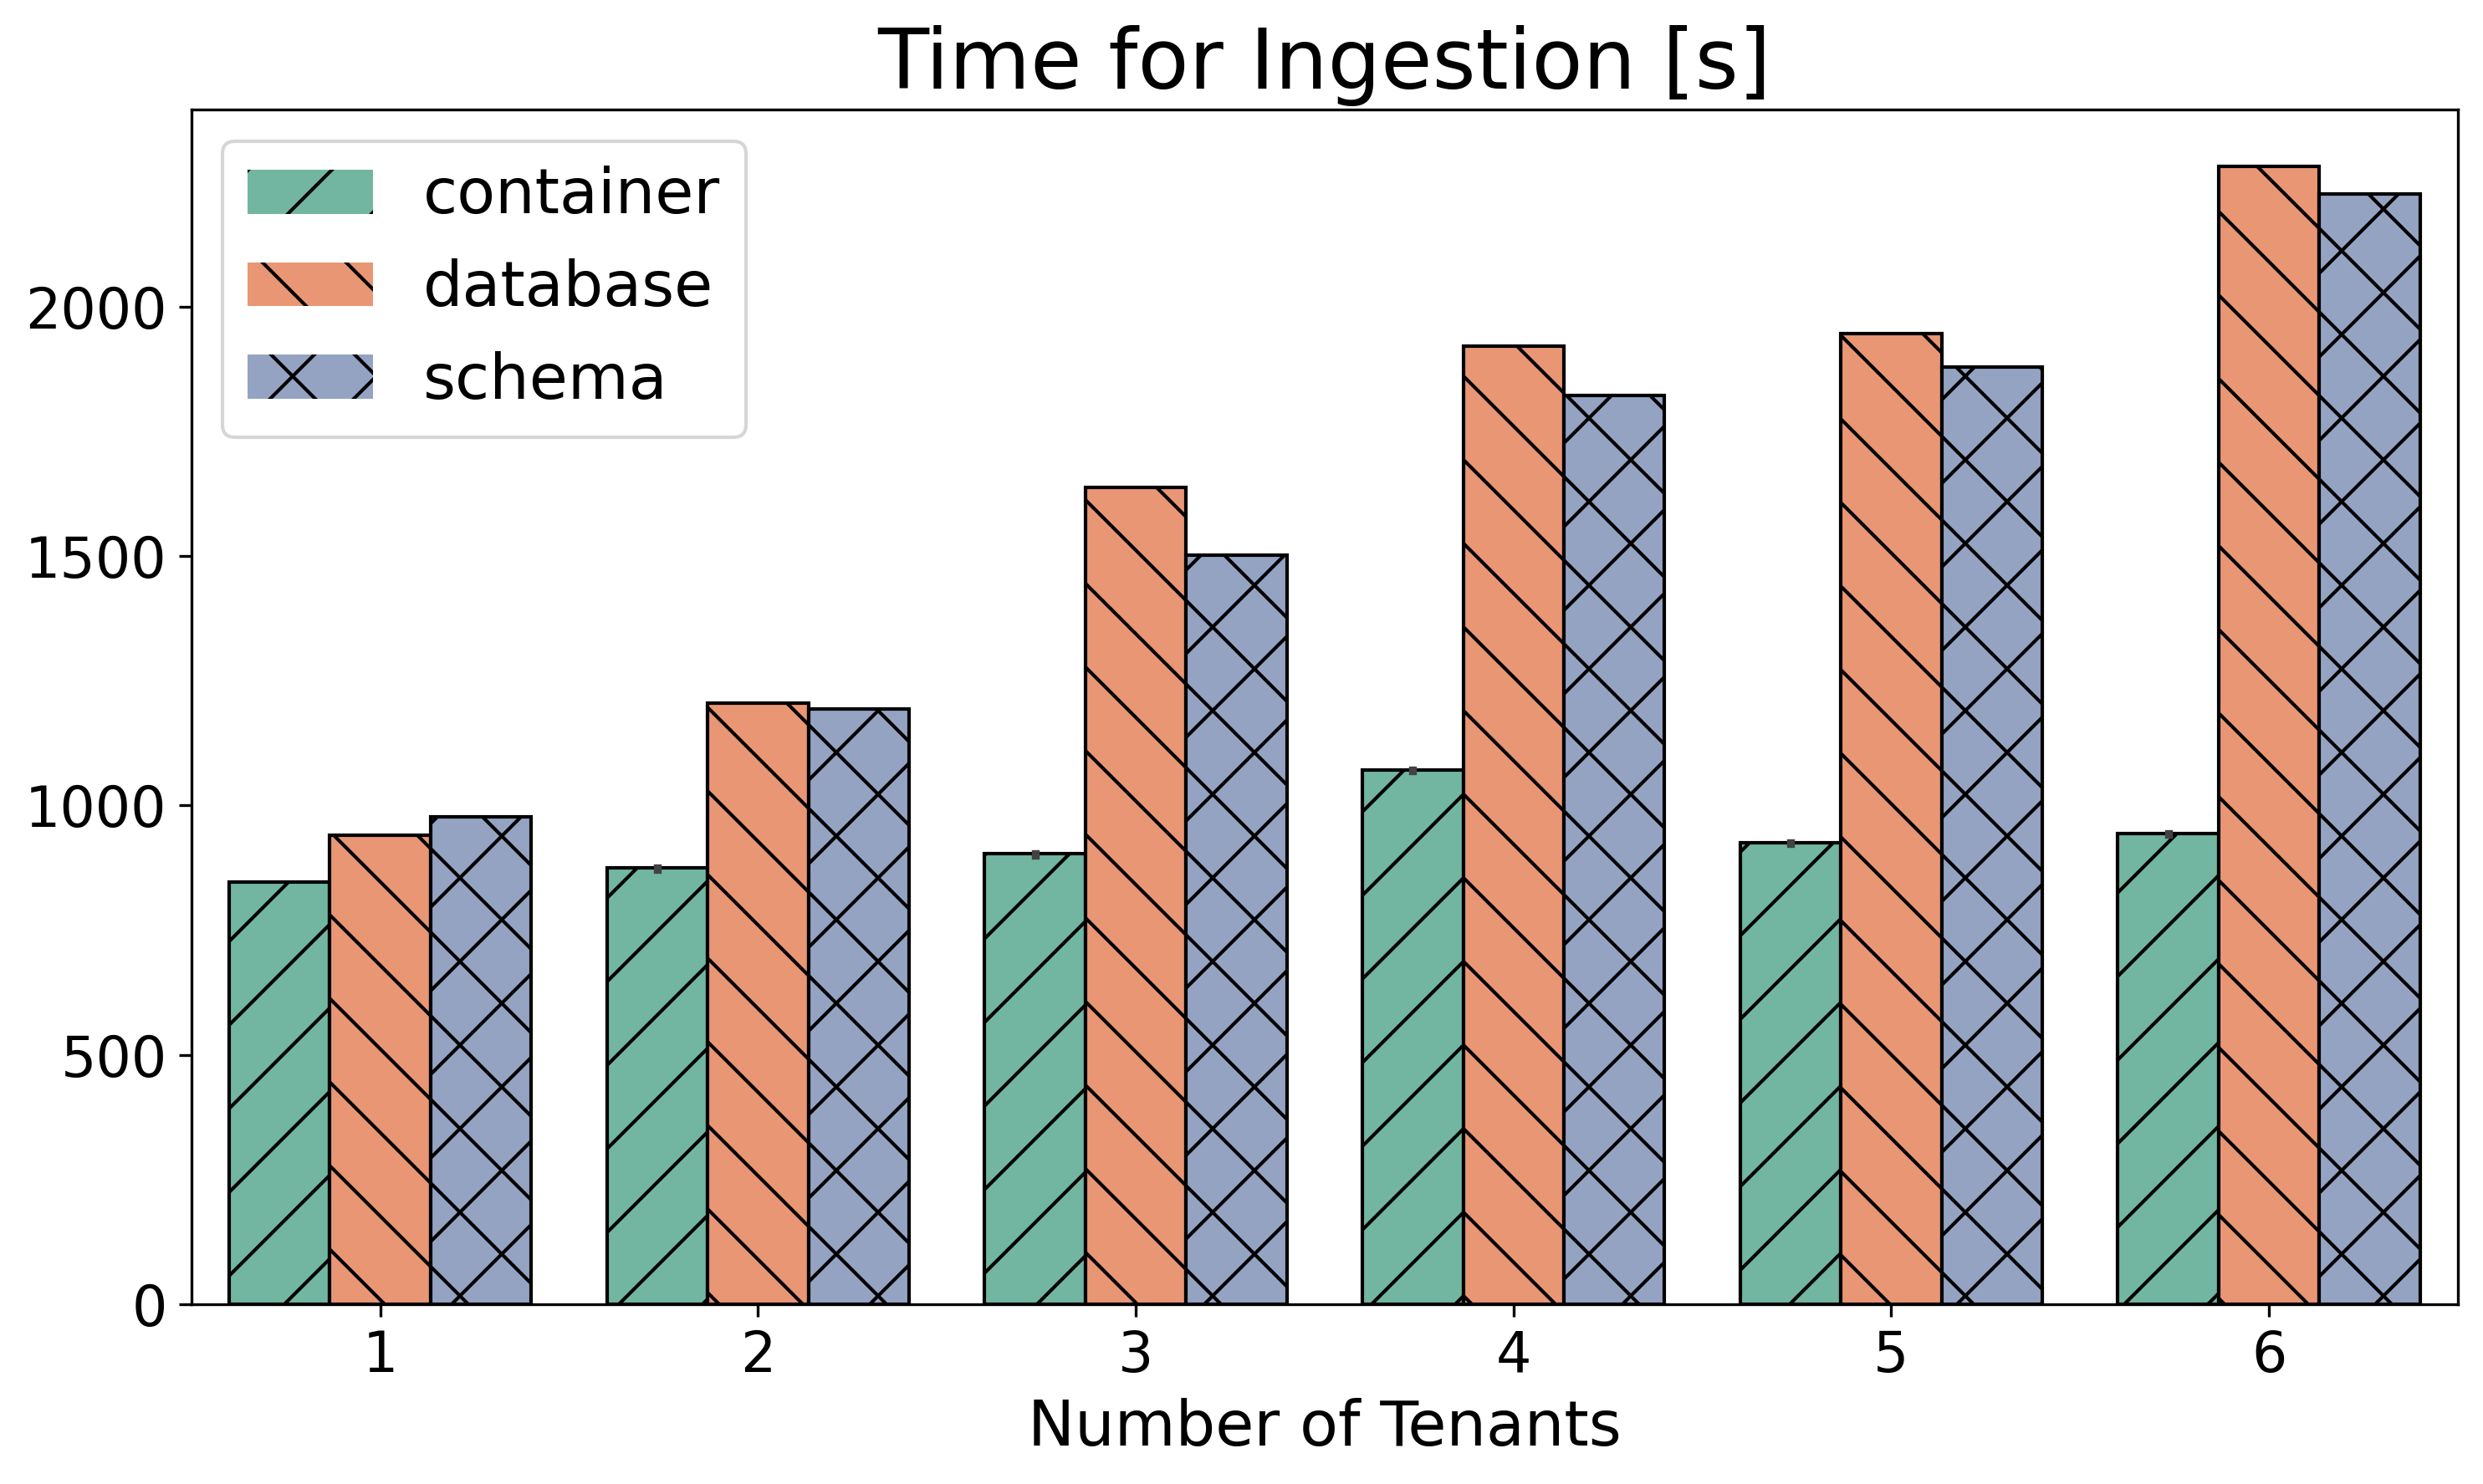 Time for Ingestion [s]
container
database
schema
2000
1500
1000
500
0
1 2 3 4 5 6
Number of Tenants